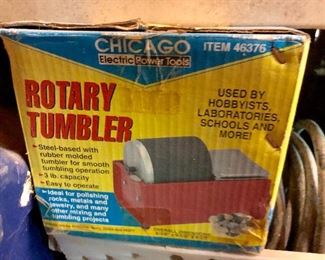 CHICAGO
Electric Power Tools
ITEM 46376
ROTARY
TUMBLER
Steel-based with
rubber molded
tumbler for smooth
tumbling operation
3 lb. capacity
Easy to operate
Ideal for polishing
rocks, metals and
jewelry, and many
other mixing and
tumbling projects
USED BY
HOBBYISTS,
LABORATORIES,
SCHOOLS AND
MORE!
OVERALL DIMENSIONS: